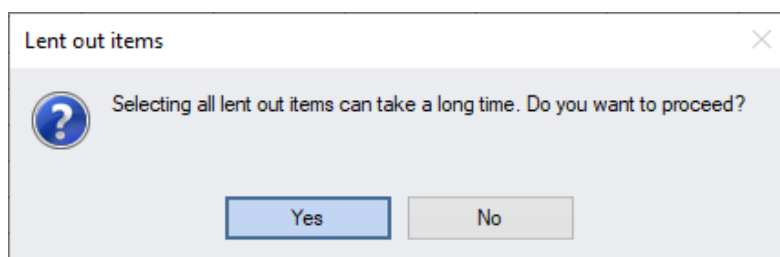 Lent out items
Selecting all lent out items can take a long time. Do you want to proceed?
Yes
No